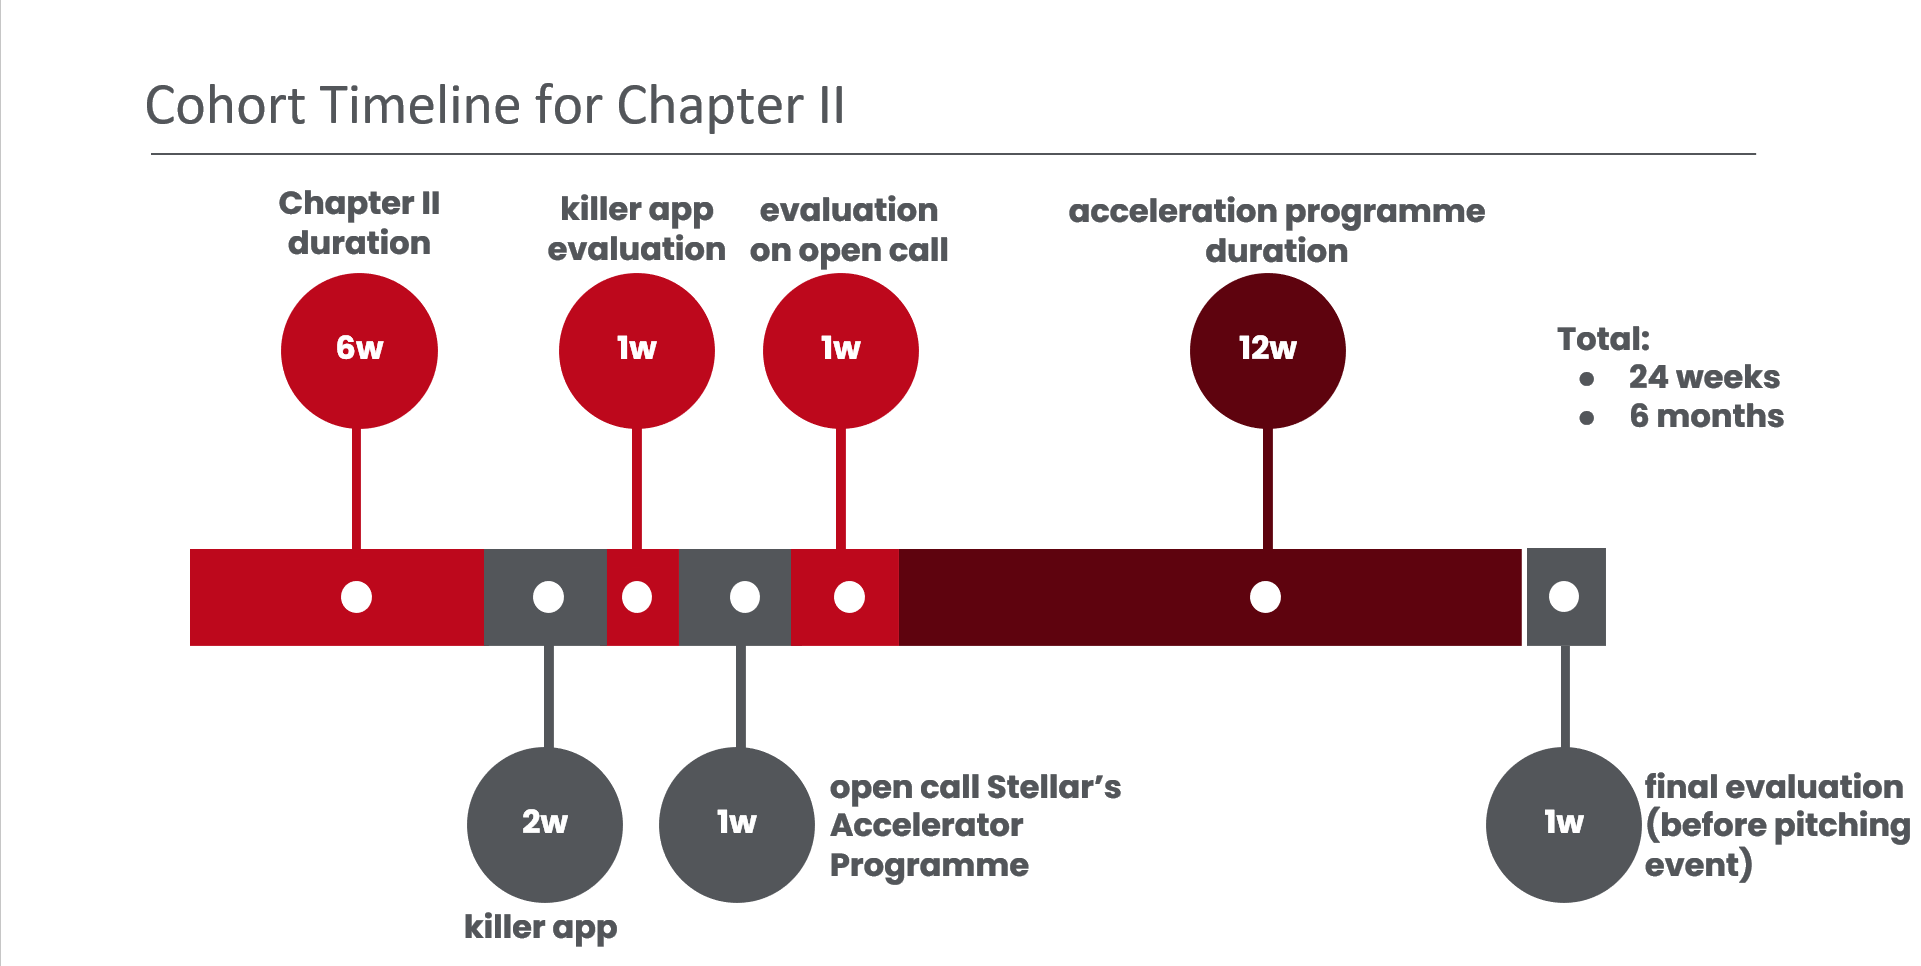 Cohort Timeline for Chapter II
Chapter II
duration
killer app
evaluation
evaluation
on open call
acceleration programme
duration
6w
1w
1w
12w
Total:
● 24 weeks
● 6 months
2w
killer app
1w
open call Stellar’s
Accelerator
Programme
1w
final evaluation
(before pitching
event)